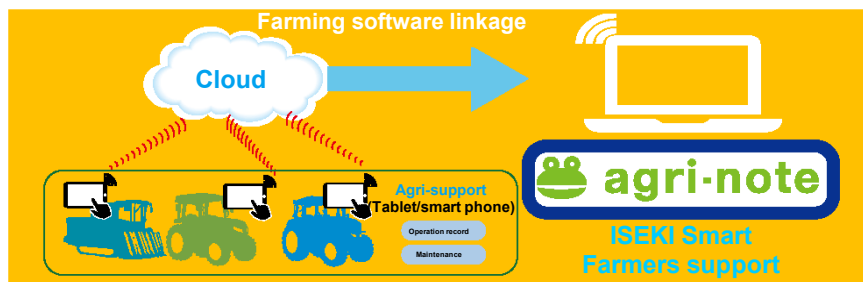 Farming software linkage
Cloud
agri-note
Agri-support
(Tablet/smart phone)
Operation record
Maintenance
ISEKI Smart
Farmers support